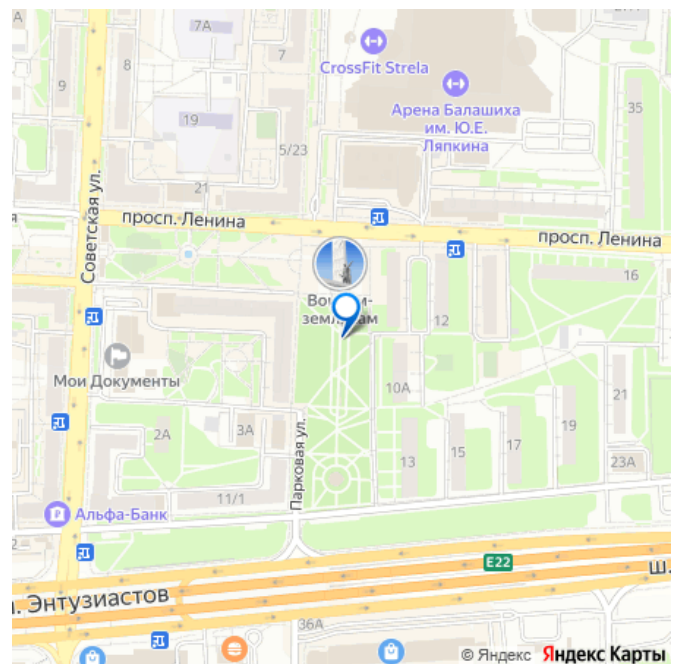 А
7А
CrossFit Strela
8
7
9
Арена Балашиха
им. Ю.Е.
Ляпкина
35
19
5/23
21
Советская ул.
просп. Ленина
просп. Ленина
16
12
Мои Документы
10А
21
2А
3А
Парковая ул.
13
15
17
19
23А
11/1
Альфа-Банк
2
E22
Ш.
Энтузиастов
36А
© Яндекс Яндекс Карты